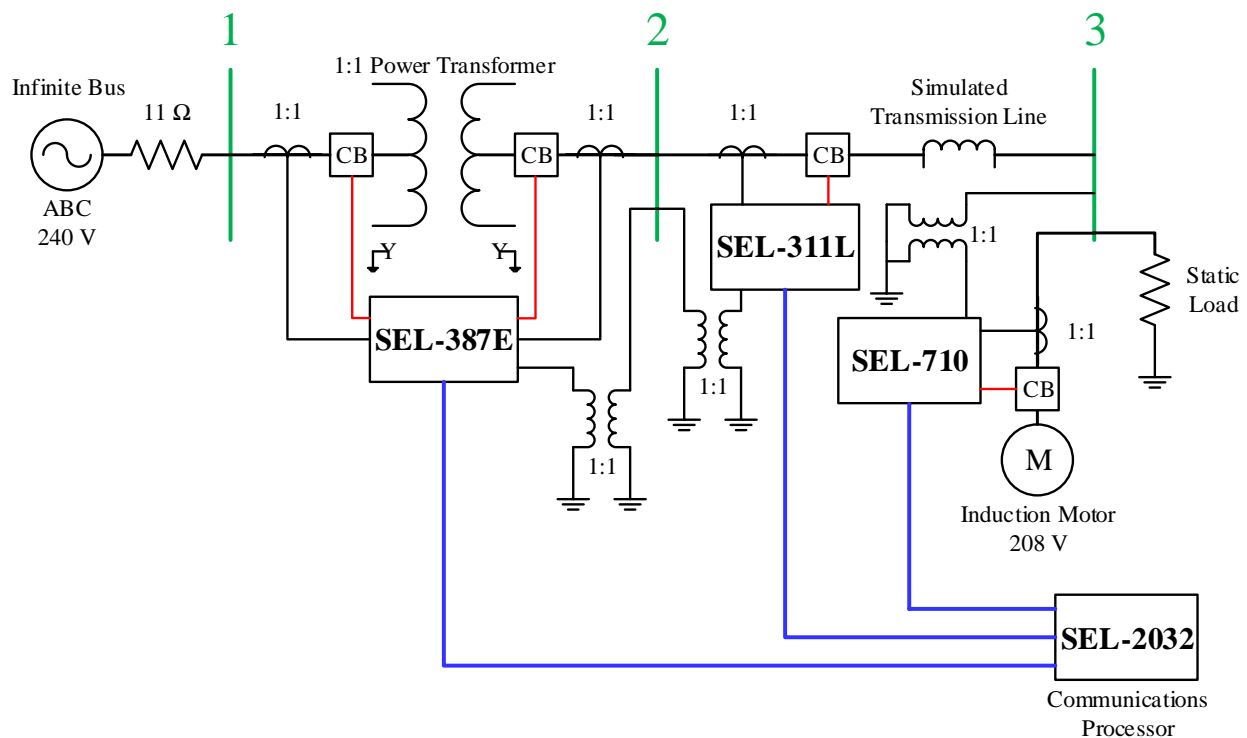 1
2
3
1:1 Power Transformer
Infinite Bus
11 Ω
1:1
CB
CB
1:1
1:1
CB
Simulated
Transmission Line
ABC
240 V
Y
Y
SEL-387E
SEL-311L
1:1
SEL-710
1:1
Static
Load
1:1
1:1
CB
M
Induction Motor
208 V
SEL-2032
Communications
Processor